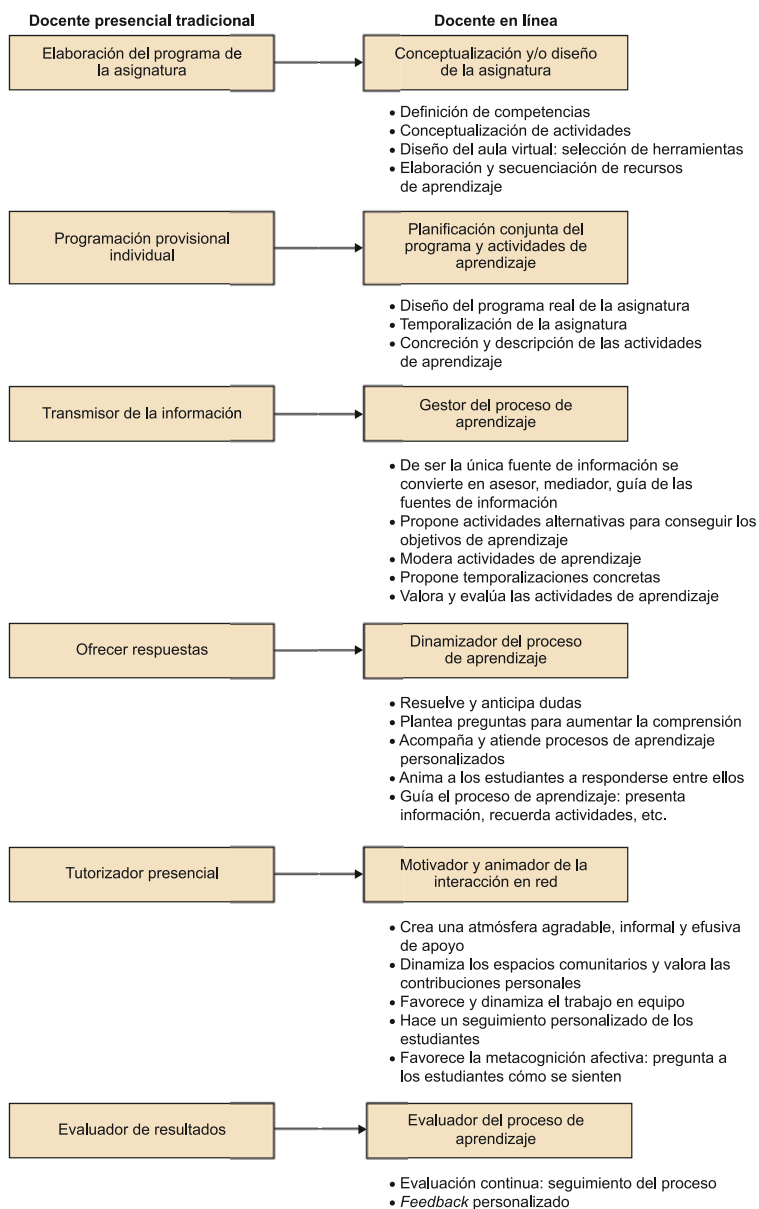 Docente presencial tradicional
Docente en línea
Elaboración del programa de
la asignatura
Conceptualización y/o diseño
de la asignatura
• Definición de competencias
• Conceptualización de actividades
• Diseño del aula virtual: selección de herramientas
• Elaboración y secuenciación de recursos
de aprendizaje
Programación provisional
individual
Planificación conjunta del
programa y actividades de
aprendizaje
• Diseño del programa real de la asignatura
• Temporalización de la asignatura
• Concreción y descripción de las actividades
de aprendizaje
Transmisor de la información
Gestor del proceso de
aprendizaje
• De ser la única fuente de información se
convierte en asesor, mediador, guía de las
fuentes de información
• Propone actividades alternativas para conseguir los
objetivos de aprendizaje
• Modera actividades de aprendizaje
• Propone temporalizaciones concretas
• Valora y evalúa las actividades de aprendizaje
Ofrecer respuestas
Dinamizador del proceso
de aprendizaje
• Resuelve y anticipa dudas
• Plantea preguntas para aumentar la comprensión
• Acompaña y atiende procesos de aprendizaje
personalizados
• Anima a los estudiantes a responderse entre ellos
• Guía el proceso de aprendizaje: presenta
información, recuerda actividades, etc.
Tutorizador presencial
Motivador y animador de la
interacción en red
• Crea una atmósfera agradable, informal y efusiva
de apoyo
• Dinamiza los espacios comunitarios y valora las
contribuciones personales
• Favorece y dinamiza el trabajo en equipo
• Hace un seguimiento personalizado de los
estudiantes
• Favorece la metacognición afectiva: pregunta a
los estudiantes cómo se sienten
Evaluador de resultados
Evaluador del proceso de
aprendizaje
• Evaluación continua: seguimiento del proceso
• Feedback personalizado